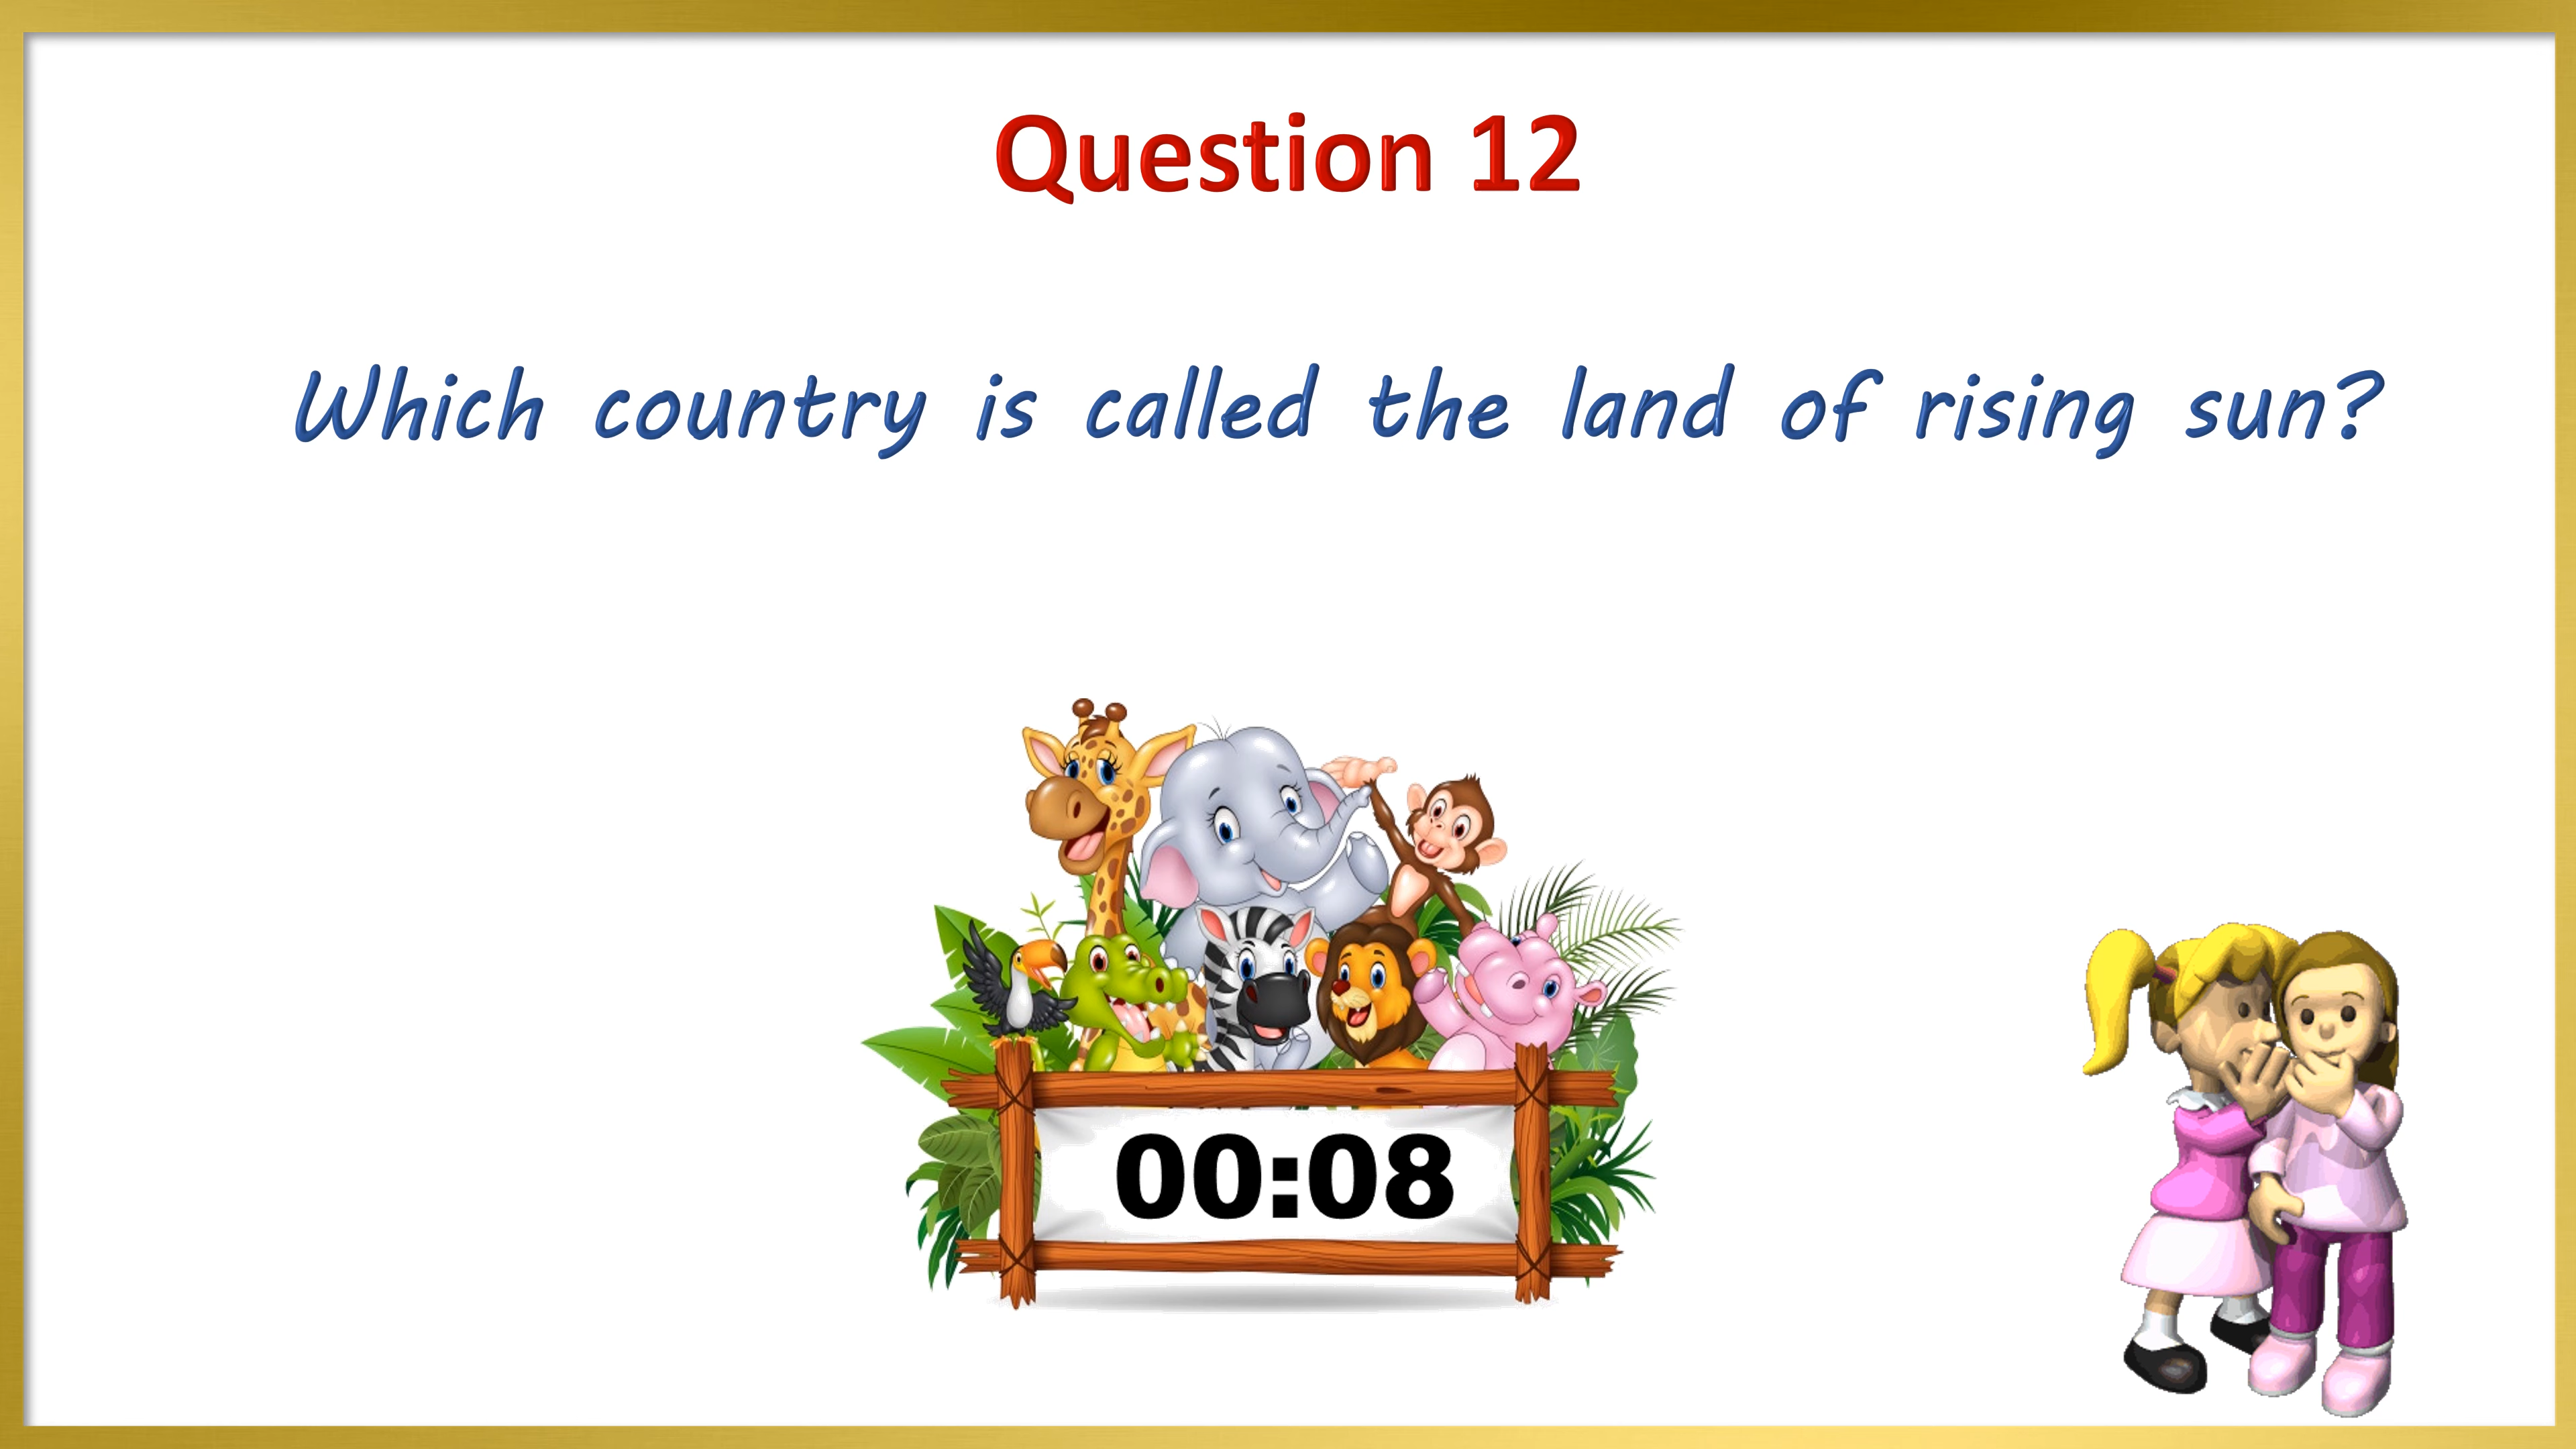 Question 12
Which country is called the land of rising sun?
00:08